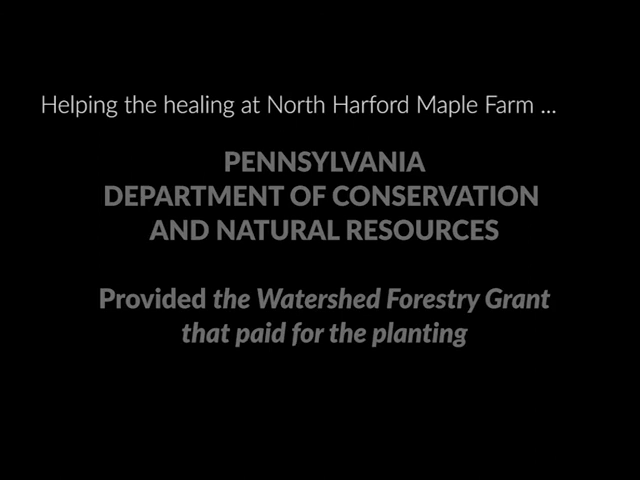 Helping the healing at North Harford Maple Farm ...
PENNSYLVANIA
DEPARTMENT OF CONSERVATION
AND NATURAL RESOURCES
Provided the Watershed Forestry Grant
that paid for the planting